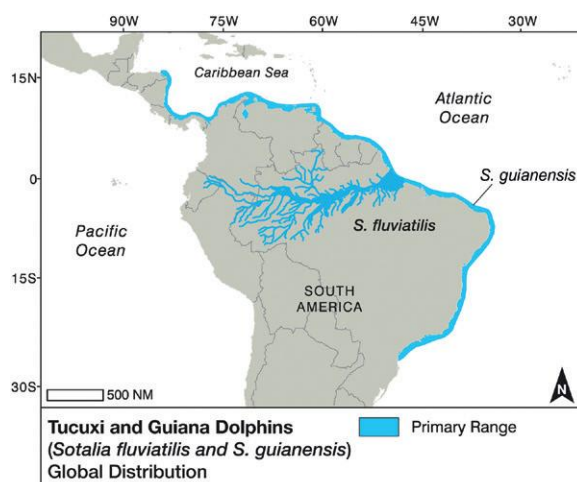 90W 75W 60W 45W 30W
15N
0
15S
30S
Caribbean Sea
Atlantic
Ocean
S. guianensis
S. fluviatilis
Pacific
Ocean
SOUTH
AMERICA
500 NM
N
Tucuxi and Guiana Dolphins
(Sotalia fluviatilis and S. guianensis)
Global Distribution
Primary Range